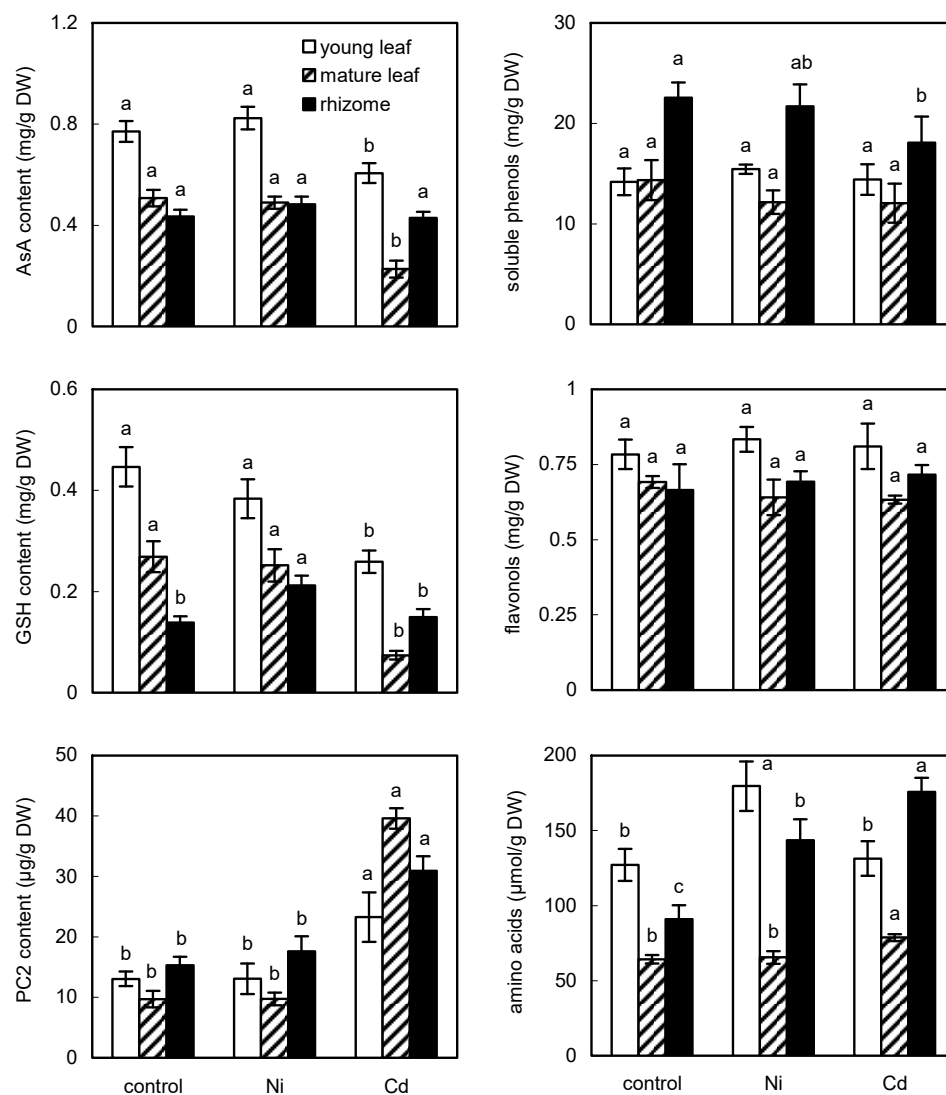 AsA content (mg/g DW)
1.2
0.8
0.4
0
young leaf
mature leaf
rhizome
a a a
a a a
b b a
soluble phenols (mg/g DW)
30
20
10
0
a a a
a a ab
a a b
GSH content (mg/g DW)
0.6
0.4
0.2
0
a a b
a a a
b b b
flavonols (mg/g DW)
1
0.75
0.5
0.25
0
a a a
a a a
a a a
PC2 content (µg/g DW)
50
40
30
20
10
0
b b b
b b b
a a a
control Ni Cd
amino acids (µmol/g DW)
200
150
100
50
0
b b c
a b b
b a a
control Ni Cd